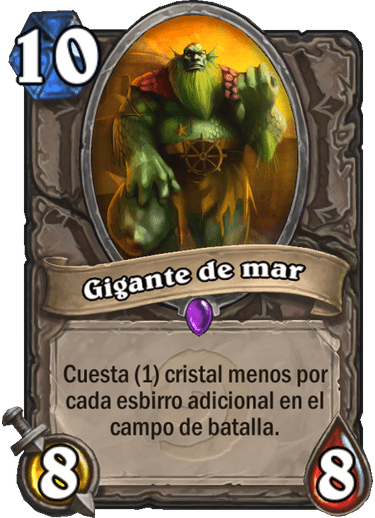 10
Gigante de mar
Cuesta (1) cristal menos por
cada esbirro adicional en el
campo de batalla.
8
8